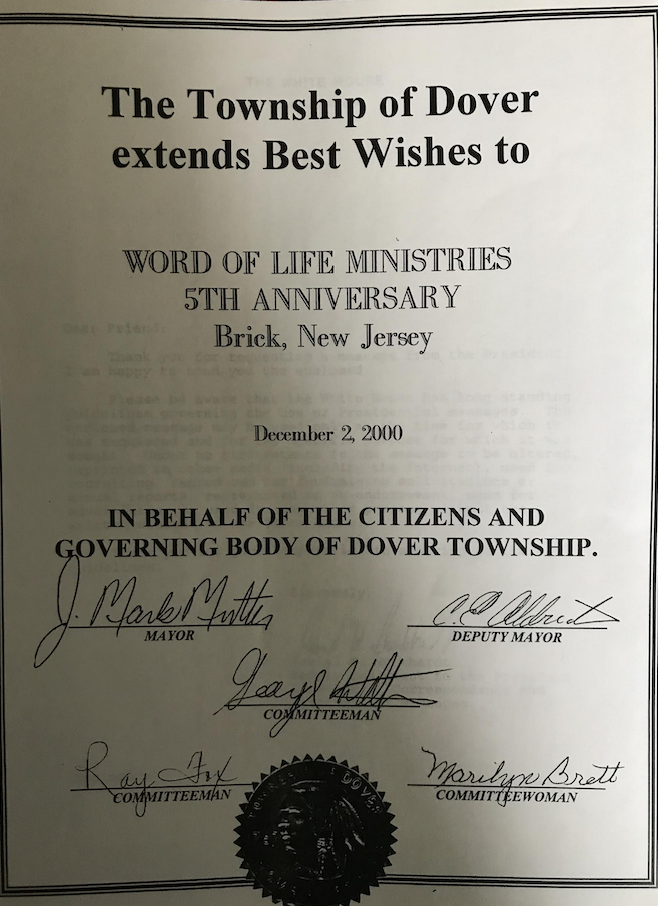 The Township of Dover
extends Best Wishes to
WORD OF LIFE MINISTRIES
5TH ANNIVERSARY
Brick, New Jersey
December 2, 2000
IN BEHALF OF THE CITIZENS AND
GOVERNING BODY OF DOVER TOWNSHIP.
J. Mark Mutter
MAYOR
DEPUTY MAYOR
COMMITTEEMAN
Ray Fox
COMMITTEEMAN
Marilyn Brett
COMMITTEEWOMAN